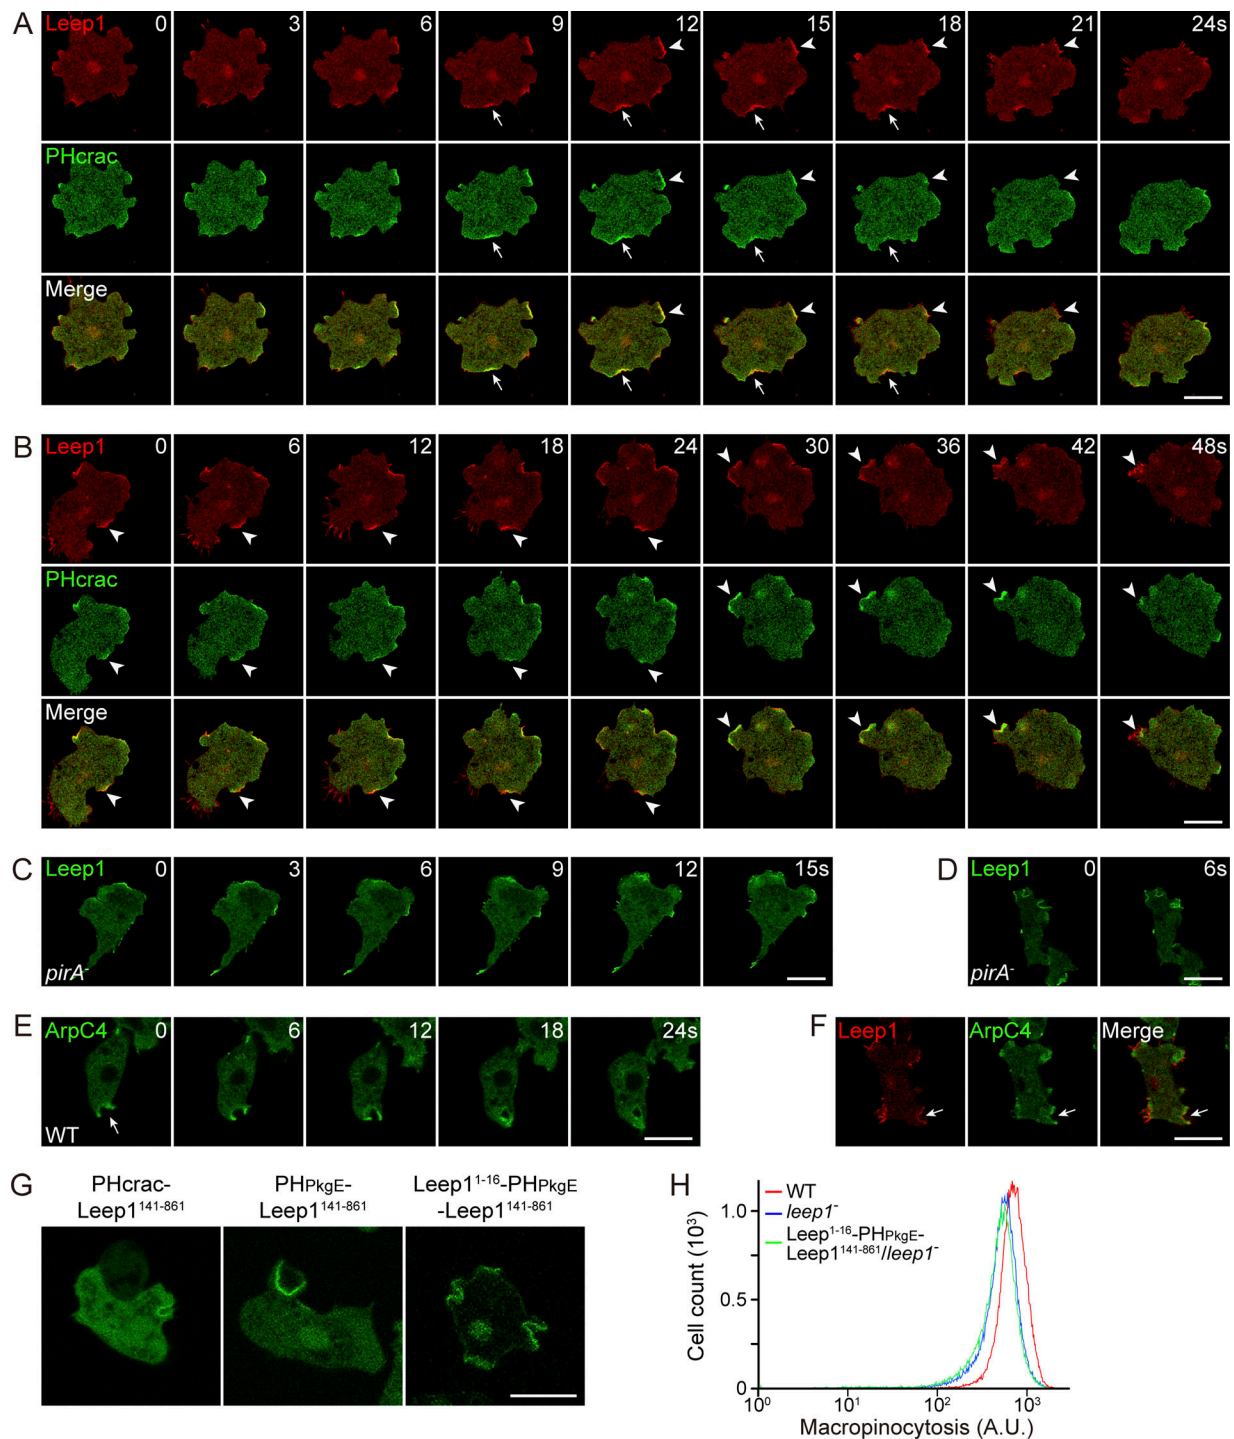 A
Leep1 0 3 6 9 12 15 18 21 24s
PHcrac
Merge
B
Leep1 0 6 12 18 24 30 36 42 48s
PHcrac
Merge
C Leep1 0 3 6 9 12 15s
pirA-
D Leep1 0 6s
pirA-
E ArpC4 0 6 12 18 24s
WT
F Leep1 ArpC4 Merge
G
PHcrac-
Leep1141-861
PHPkgE-
Leep1141-861
Leep11-16-PHPkgE
-Leep1141-861
H
WT
leep1-
Leep1-16-PHPkgE-
Leep1141-861/leep1-
Cell count (103)
1.0
0.5
0
100 101 102 103
Macropinocytosis (A.U.)